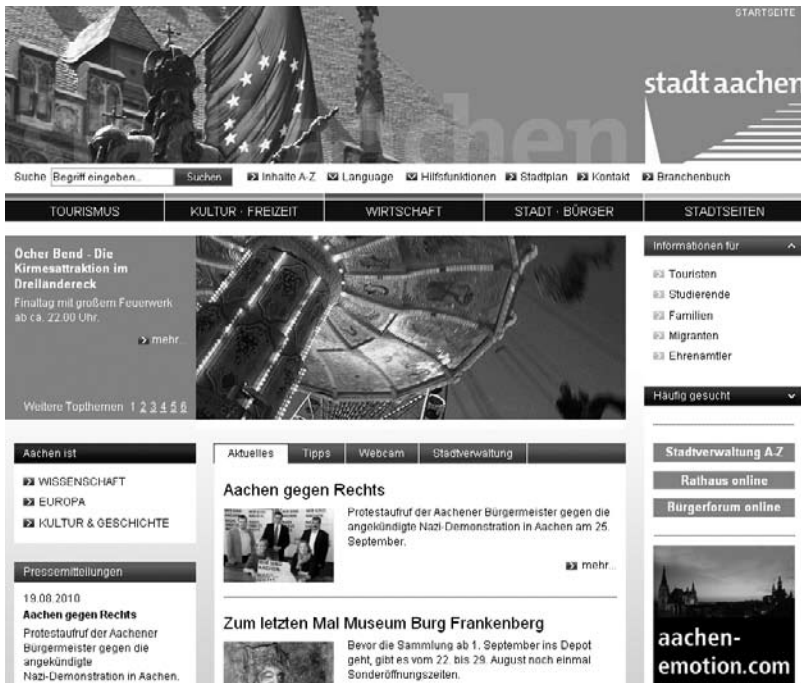 STARTSEITE
stadt aachen
stadt aachen
Suche Begriff eingeben... Suchen Inhalte A-Z Language Hilfsfunktionen Stadtplan Kontakt Branchenbuch
TOURISMUS KULTUR · FREIZEIT WIRTSCHAFT STADT · BÜRGER STADTSEITEN
Öcher Bend - Die
Kirmesattraktion im
Dreiländereck
Finaltag mit großem Feuerwerk
ab ca. 22.00 Uhr.
mehr...
Weitere Topthemen 1 2 3 4 5 6
Informationen für
Touristen
Studierende
Familien
Migranten
Ehrenamtler
Häufig gesucht
Stadtverwaltung A-Z
Rathaus online
Bürgerforum online
aachen-
emotion.com
Aachen ist
WISSENSCHAFT
EUROPA
KULTUR & GESCHICHTE
Pressemitteilungen
19.08.2010
Aachen gegen Rechts
Protestaufruf der Aachener
Bürgermeister gegen die
angekündigte
Nazi-Demonstration in Aachen.
Aktuelles Tipps Webcam Stadtverwaltung
Aachen gegen Rechts
Protestaufruf der Aachener Bürgermeister gegen die
angekündigte Nazi-Demonstration in Aachen am 25.
September.
mehr...
Zum letzten Mal Museum Burg Frankenberg
Bevor die Sammlung ab 1. September ins Depot
geht, gibt es vom 22. bis 29. August noch einmal
Sonderöffnungszeiten.